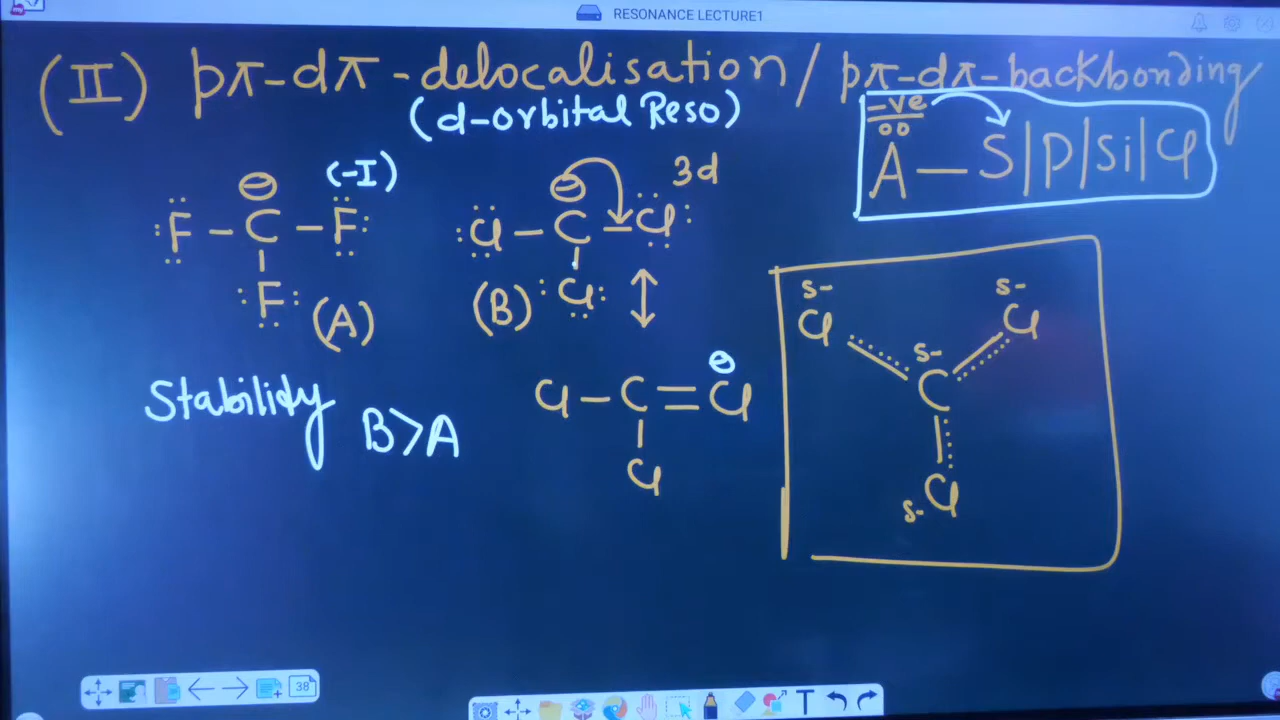 RESONANCE LECTURE1
(II) pπ-dπ-delocalisation / pπ-dπ-backbonding
(d-orbital Reso)
-ve
A — S|P|Si|Cl
(-I)
⊖
:F – C – F:
:F:
(A)
⊖
3d
:Cl – C – Cl:
(B) :Cl:
↕
⊖
Cl – C = Cl
Cl
Stability B>A
s- s-
Cl Cl
s-
C
Cl
s-
38
T